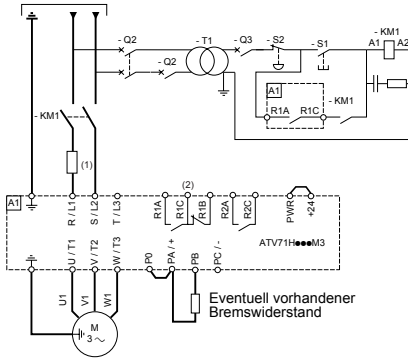 - Q2
- T1
- Q3
- S2
- S1
- KM1
A1
A2
- Q2
A1
R1A
R1C
- KM1
- KM1
(1)
(2)
A1
R / L1
S / L2
T / L3
R1A
R1C
R1B
R2A
R2C
PWR
+24
ATV71H●●●M3
U / T1
V / T2
W / T3
P0
PA / +
PB
PC / -
U1
V1
W1
M
3 ~
Eventuell vorhandener
Bremswiderstand